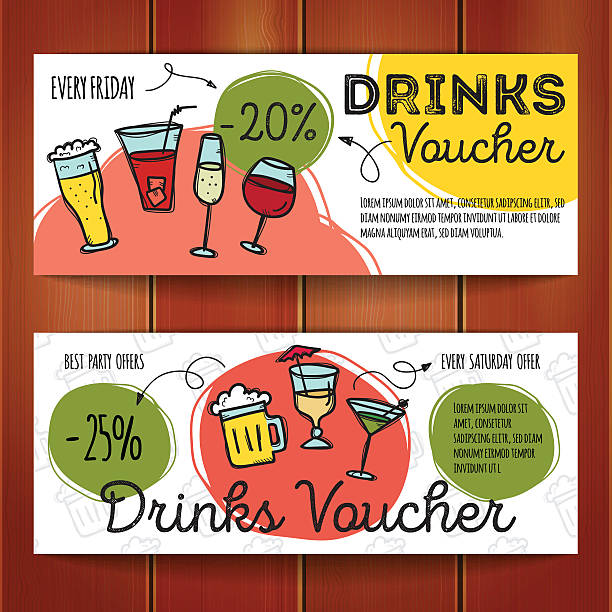 EVERY FRIDAY
-20%
DRINKS
Voucher
LOREM IPSUM DOLOR SIT AMET, CONSETETUR SADIPSCING
ELITR, SED DIAM NONUMY EIRMOD TEMPOR
INVIDUNT UT LABORE ET DOLORE
MAGNA ALIQUYAM ERAT, SED DIAM VOLUPTUA.
BEST PARTY OFFERS
-25%
EVERY SATURDAY OFFER
LOREM IPSUM
DOLOR SIT AMET,
CONSETETUR
SADIPSCING ELITR,
SED DIAM NONUMY
EIRMOD TEMPOR
INVIDUNT UT L
Drinks Voucher